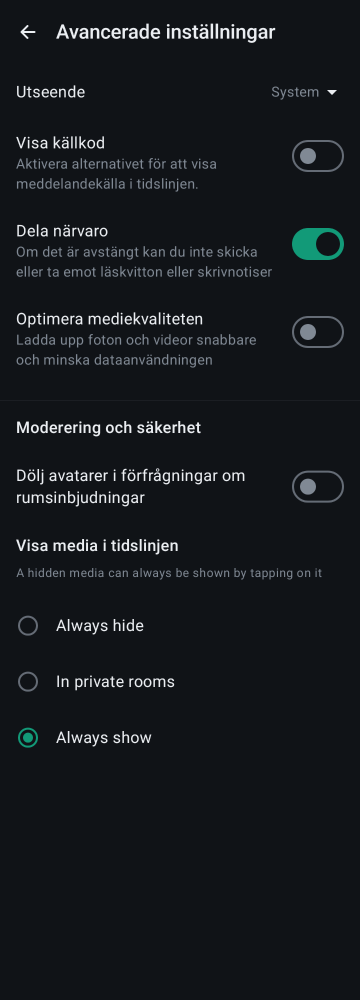 Avancerade inställningar
Utseende
System
Visa källkod
Aktivera alternativet för att visa
meddelandekälla i tidslinjen.
Dela närvaro
Om det är avstängt kan du inte skicka
eller ta emot läskvitton eller skrivnotiser
Optimera mediekvaliteten
Ladda upp foton och videor snabbare
och minska dataanvändningen
Moderering och säkerhet
Dölj avatarer i förfrågningar om
rumsinbjudningar
Visa media i tidslinjen
A hidden media can always be shown by tapping on it
Always hide
In private rooms
Always show